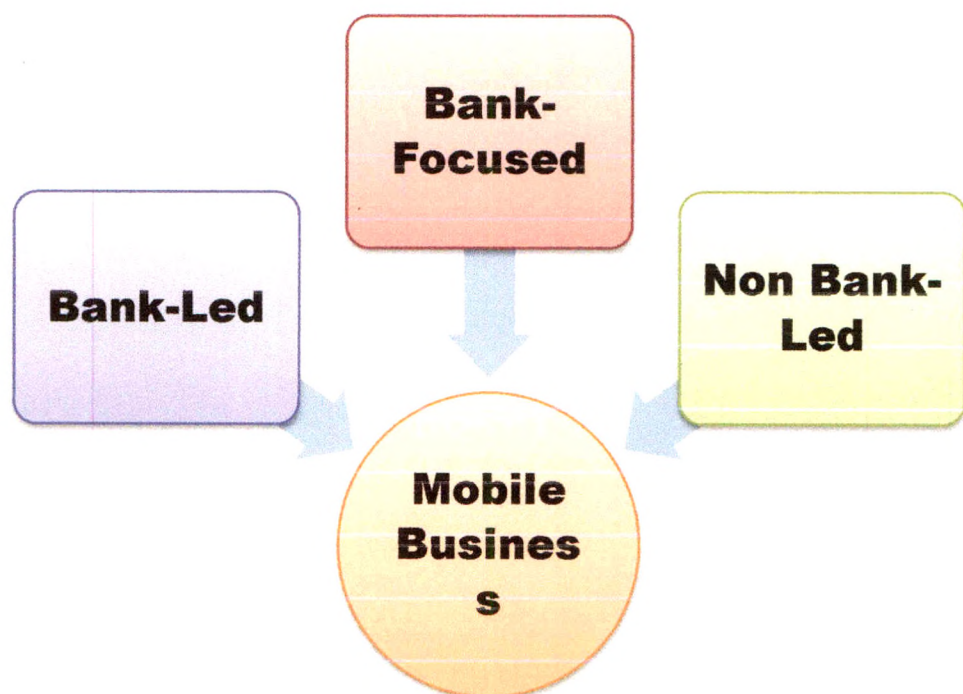 Bank-
Focused
Bank-Led
Non Bank-
Led
Mobile
Busines
s